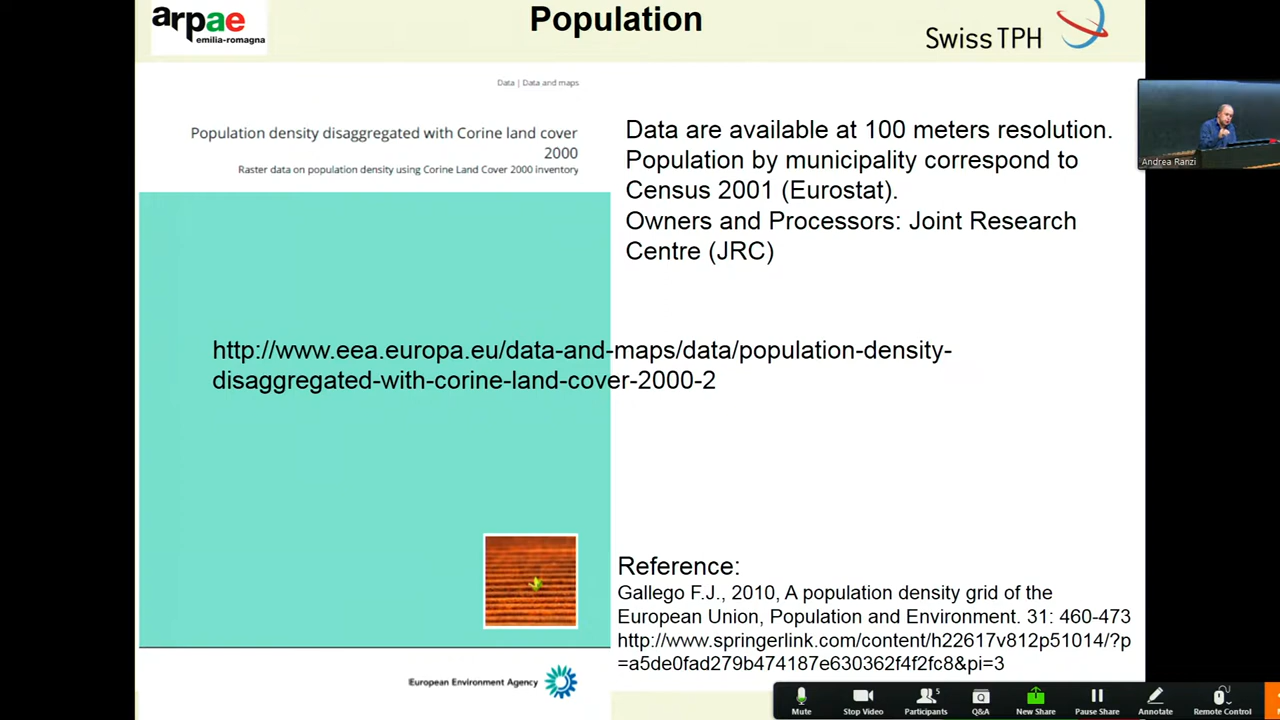 arpae
emilia-romagna
Population
Swiss TPH
Data | Data and maps
Population density disaggregated with Corine land cover
2000
Raster data on population density using Corine Land Cover 2000 inventory
Data are available at 100 meters resolution.
Population by municipality correspond to
Census 2001 (Eurostat).
Owners and Processors: Joint Research
Centre (JRC)
Andrea Ranzi
http://www.eea.europa.eu/data-and-maps/data/population-density-
disaggregated-with-corine-land-cover-2000-2
Reference:
Gallego F.J., 2010, A population density grid of the
European Union, Population and Environment. 31: 460-473
http://www.springerlink.com/content/h22617v812p51014/?p
=a5de0fad279b474187e630362f4f2fc8&pi=3
European Environment Agency
Mute
Stop Video
Participants
5
Q&A
New Share
Pause Share
Annotate
Remote Control